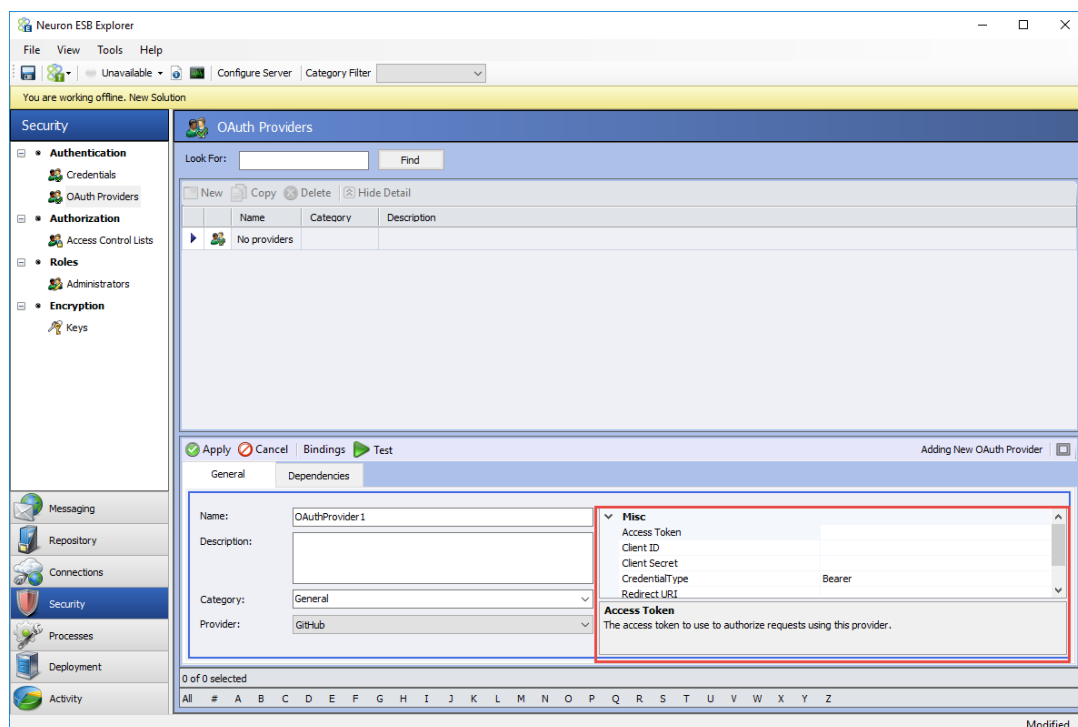 Neuron ESB Explorer
File View Tools Help
Unavailable Configure Server Category Filter
You are working offline. New Solution
Security
Authentication
Credentials
OAuth Providers
Authorization
Access Control Lists
Roles
Administrators
Encryption
Keys
Messaging
Repository
Connections
Security
Processes
Deployment
Activity
OAuth Providers
Look For: Find
New Copy Delete Hide Detail
Name Category Description
No providers
Apply Cancel Bindings Test Adding New OAuth Provider
General Dependencies
Name: OAuthProvider1
Description:
Category: General
Provider: GitHub
Misc
Access Token
Client ID
Client Secret
CredentialType Bearer
Redirect URI
Access Token
The access token to use to authorize requests using this provider.
0 of 0 selected
All # A B C D E F G H I J K L M N O P Q R S T U V W X Y Z
Modified